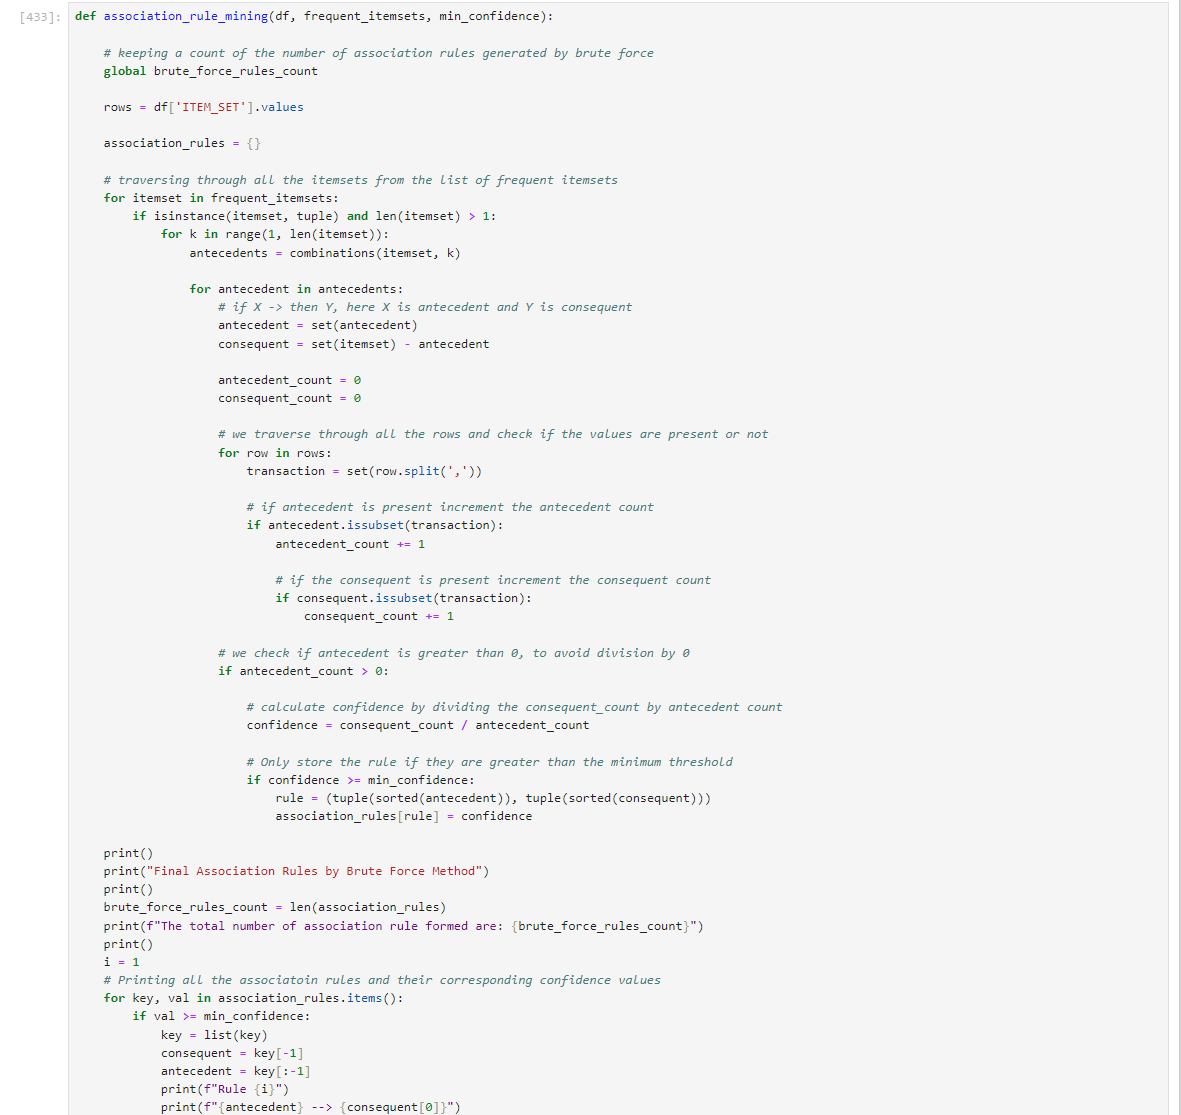 [433]: def association_rule_mining(df, frequent_itemsets, min_confidence):
# keeping a count of the number of association rules generated by brute force
global brute_force_rules_count
rows = df['ITEM_SET'].values
association_rules = {}
# traversing through all the itemsets from the list of frequent itemsets
for itemset in frequent_itemsets:
if isinstance(itemset, tuple) and len(itemset) > 1:
for k in range(1, len(itemset)):
antecedents = combinations(itemset, k)
for antecedent in antecedents:
# if X -> then Y, here X is antecedent and Y is consequent
antecedent = set(antecedent)
consequent = set(itemset) - antecedent
antecedent_count = 0
consequent_count = 0
# we traverse through all the rows and check if the values are present or not
for row in rows:
transaction = set(row.split(','))
# if antecedent is present increment the antecedent count
if antecedent.issubset(transaction):
antecedent_count += 1
# if the consequent is present increment the consequent count
if consequent.issubset(transaction):
consequent_count += 1
# we check if antecedent is greater than 0, to avoid division by 0
if antecedent_count > 0:
# calculate confidence by dividing the consequent_count by antecedent count
confidence = consequent_count / antecedent_count
# Only store the rule if they are greater than the minimum threshold
if confidence >= min_confidence:
rule = (tuple(sorted(antecedent)), tuple(sorted(consequent)))
association_rules[rule] = confidence
print()
print("Final Association Rules by Brute Force Method")
print()
brute_force_rules_count = len(association_rules)
print(f"The total number of association rule formed are: {brute_force_rules_count}")
print()
i = 1
# Printing all the associatoin rules and their corresponding confidence values
for key, val in association_rules.items():
if val >= min_confidence:
key = list(key)
consequent = key[-1]
antecedent = key[:-1]
print(f"Rule {i}")
print(f"{antecedent} --> {consequent[0]}")